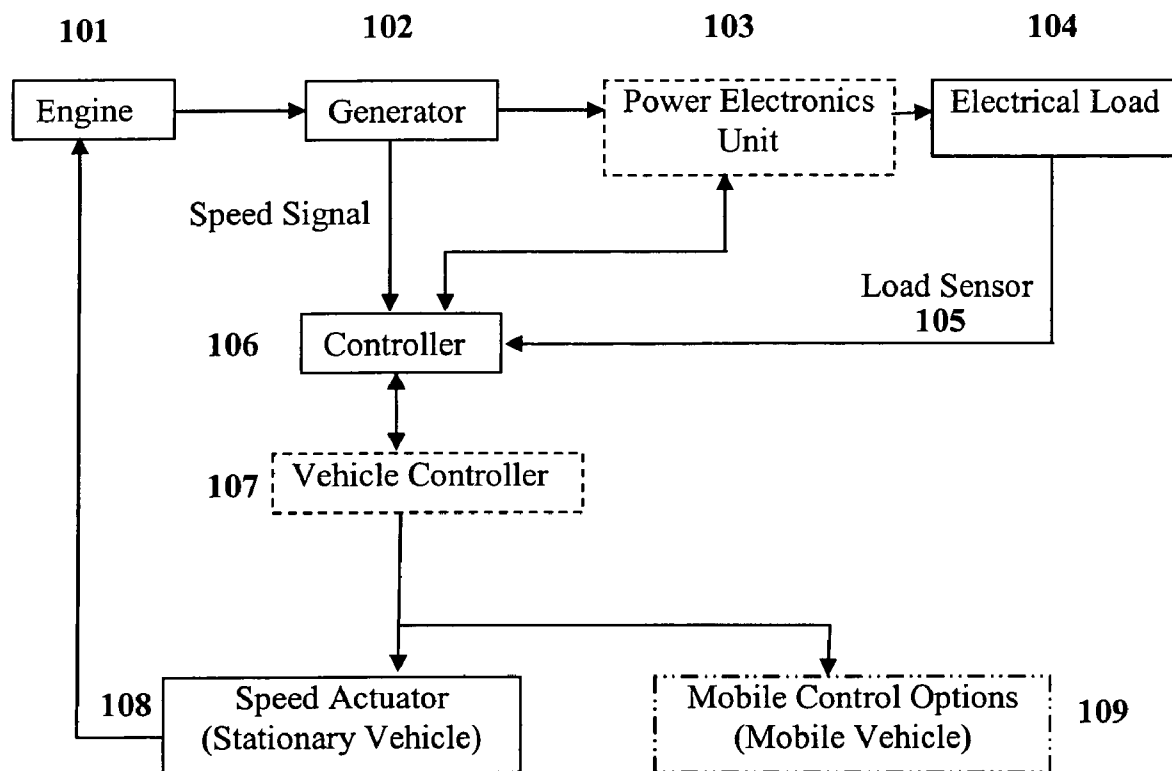 101
102
103
104
Engine
Generator
Power Electronics
Unit
Electrical Load
Speed Signal
Load Sensor
105
106
Controller
107
Vehicle Controller
108
Speed Actuator
(Stationary Vehicle)
Mobile Control Options
(Mobile Vehicle)
109